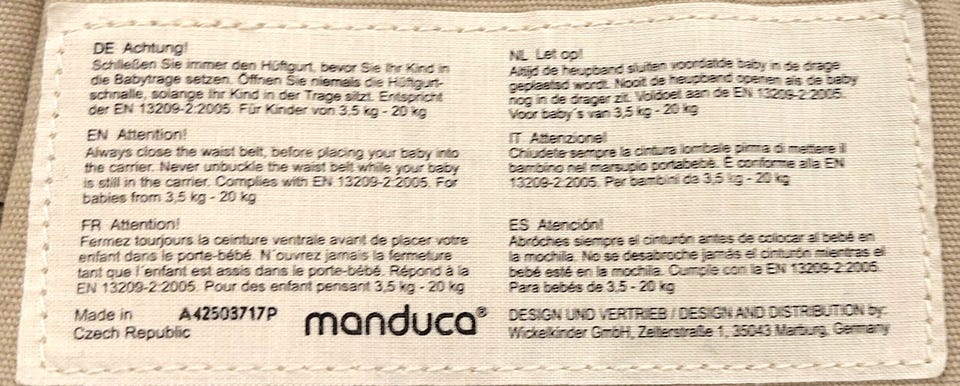 DE Achtung!
Schließen Sie immer den Hüftgurt, bevor Sie Ihr Kind in
die Babytrage setzen. Öffnen Sie niemals die Hüftgurt-
schnalle, solange Ihr Kind in der Trage sitzt. Entspricht
der EN 13209-2:2005. Für Kinder von 3,5 kg - 20 kg
EN Attention!
Always close the waist belt, before placing your baby into
the carrier. Never unbuckle the waist belt while your baby
is still in the carrier. Complies with EN 13209-2:2005. For
babies from 3,5 kg - 20 kg
FR Attention!
Fermez tourjours la ceinture ventrale avant de placer votre
enfant dans le porte-bébé. N´ouvrez jamais la fermeture
tant que l´enfant est assis dans le porte-bébé. Répond à la
EN 13209-2:2005. Pour des enfant pensant 3,5 kg - 20 kg
NL Let op!
Altijd de heupband sluiten voordatde baby in de drage
geplaatsd wordt. Nooit de heupband openen als de baby
nog in de drager zit. Voldoet aan de EN 13209-2:2005.
Voor baby´s van 3,5 kg - 20 kg
IT Attenzione!
Chiudete sempre la cintura lombale pirma di mettere il
bambino nel marsupio portabebé. É conforme alla EN
13209-2:2005. Per bambini da 3,5 kg - 20 kg
ES Atención!
Abróches siempre el cinturón antes de colocar al bebé en
la mochila. No se desabroche jamás el cinturón mientras el
bebé esté en la mochila. Cumple con la EN 13209-2:2005.
Para bebés de 3,5 - 20 kg
Made in A42503717P
Czech Republic
manduca®
DESIGN UND VERTRIEB / DESIGN AND DISTRIBUTION by:
Wickelkinder GmbH, Zeiterstraße 1, 35043 Marburg, Germany